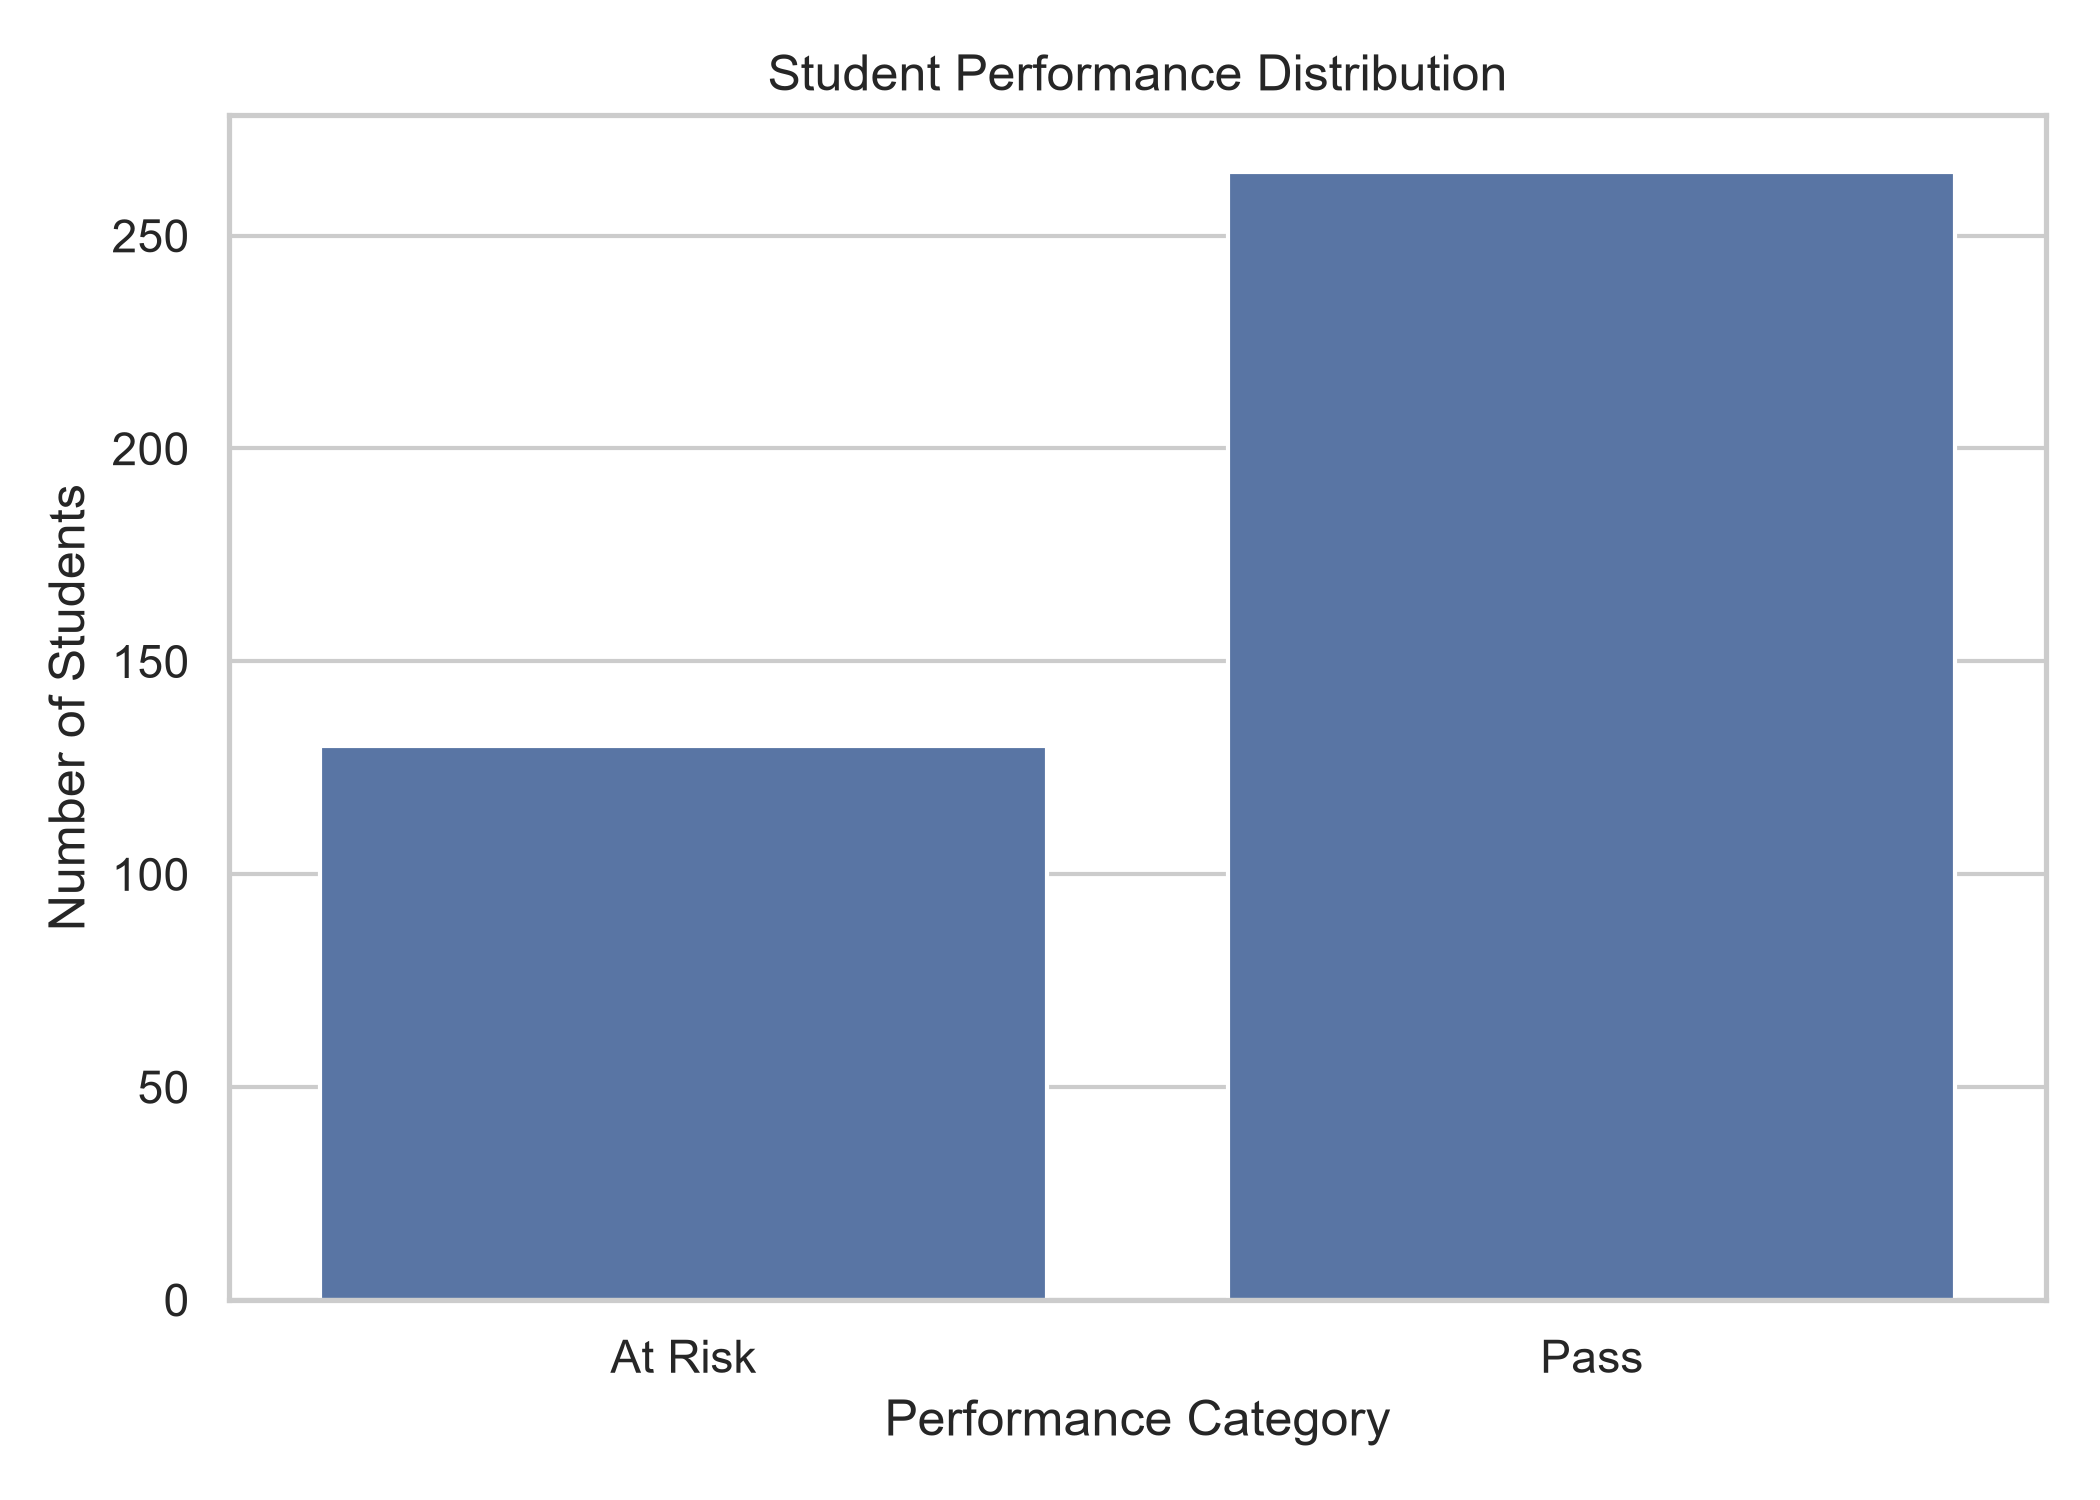 Student Performance Distribution
Number of Students
250
200
150
100
50
0
At Risk
Pass
Performance Category